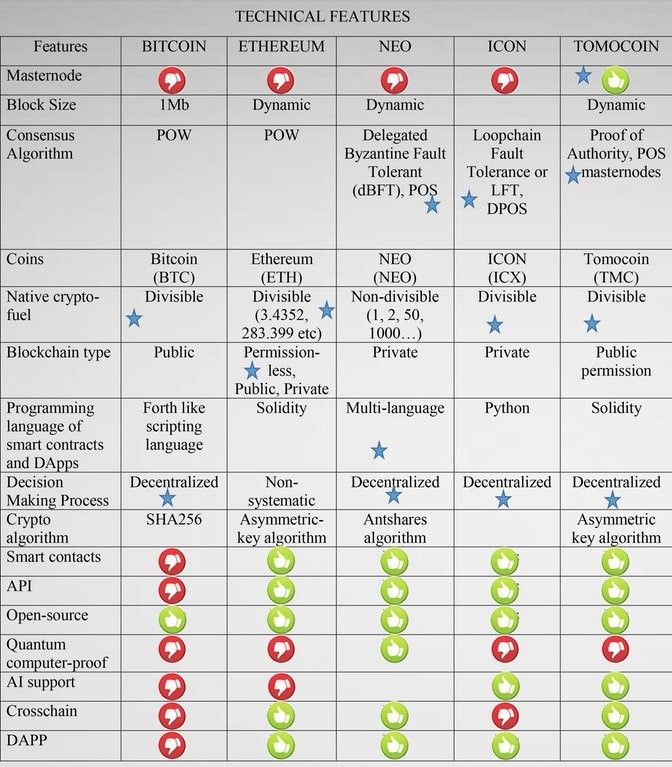 TECHNICAL FEATURES
Features BITCOIN ETHEREUM NEO ICON TOMOCOIN
Masternode
Block Size 1Mb Dynamic Dynamic Dynamic
Consensus Algorithm POW POW Delegated Byzantine Fault Tolerant (dBFT), POS Loopchain Fault Tolerance or LFT, DPOS Proof of Authority, POS masternodes
Coins Bitcoin (BTC) Ethereum (ETH) NEO (NEO) ICON (ICX) Tomocoin (TMC)
Native crypto-fuel Divisible Divisible (3.4352, 283.399 etc) Non-divisible (1, 2, 50, 1000…) Divisible Divisible
Blockchain type Public Permission-less, Public, Private Private Private Public permission
Programming language of smart contracts and DApps Forth like scripting language Solidity Multi-language Python Solidity
Decision Making Process Decentralized Non-systematic Decentralized Decentralized Decentralized
Crypto algorithm SHA256 Asymmetric-key algorithm Antshares algorithm Asymmetric key algorithm
Smart contacts
API
Open-source
Quantum computer-proof
AI support
Crosschain
DAPP